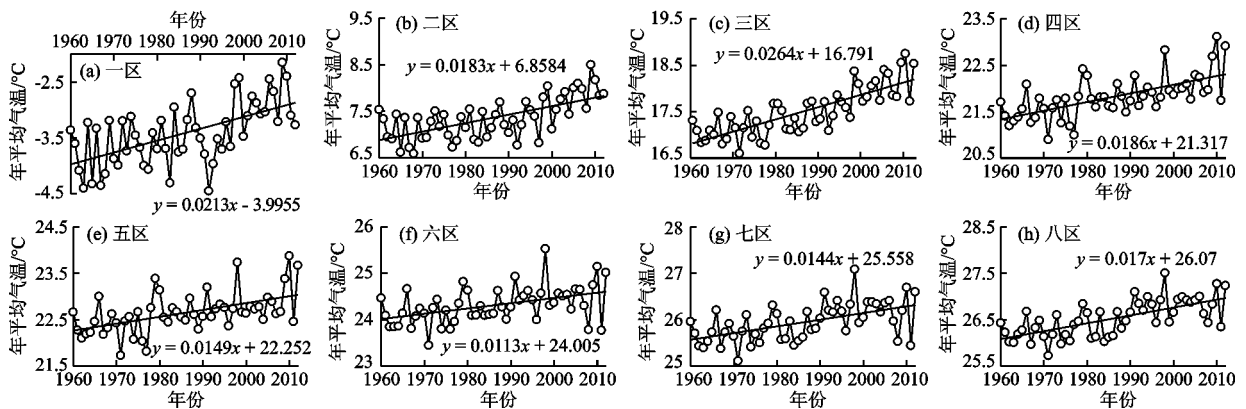 年份
1960 1970 1980 1990 2000 2010
(a) 一区
年平均气温/°C
-2.5
-3.5
-4.5
y = 0.0213x - 3.9955
(b) 二区
年平均气温/°C
9.5
8.5
7.5
6.5
y = 0.0183x + 6.8584
1960 1970 1980 1990 2000 2010
年份
(c) 三区
年平均气温/°C
19.5
18.5
17.5
16.5
y = 0.0264x + 16.791
1960 1970 1980 1990 2000 2010
年份
(d) 四区
年平均气温/°C
24.5
23.5
22.5
21.5
20.5
y = 0.0186x + 21.317
1960 1970 1980 1990 2000 2010
年份
(e) 五区
年平均气温/°C
24.5
23.5
22.5
21.5
y = 0.0149x + 22.252
1960 1970 1980 1990 2000 2010
年份
(f) 六区
年平均气温/°C
26
25
24
23
y = 0.0113x + 24.005
1960 1970 1980 1990 2000 2010
年份
(g) 七区
年平均气温/°C
28
27
26
25
y = 0.0144x + 25.558
1960 1970 1980 1990 2000 2010
年份
(h) 八区
年平均气温/°C
28.5
27.5
26.5
25.5
y = 0.017x + 26.07
1960 1970 1980 1990 2000 2010
年份